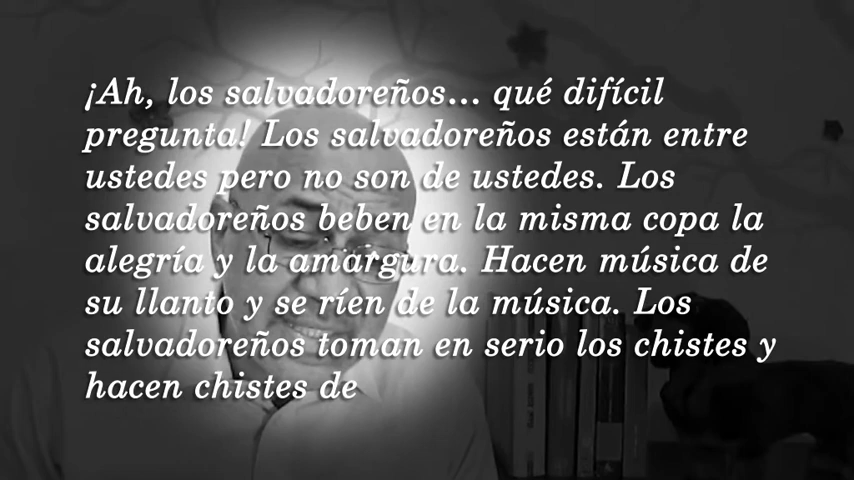 ¡Ah, los salvadoreños... qué difícil
pregunta! Los salvadoreños están entre
ustedes pero no son de ustedes. Los
salvadoreños beben en la misma copa la
alegría y la amargura. Hacen música de
su llanto y se ríen de la música. Los
salvadoreños toman en serio los chistes y
hacen chistes de